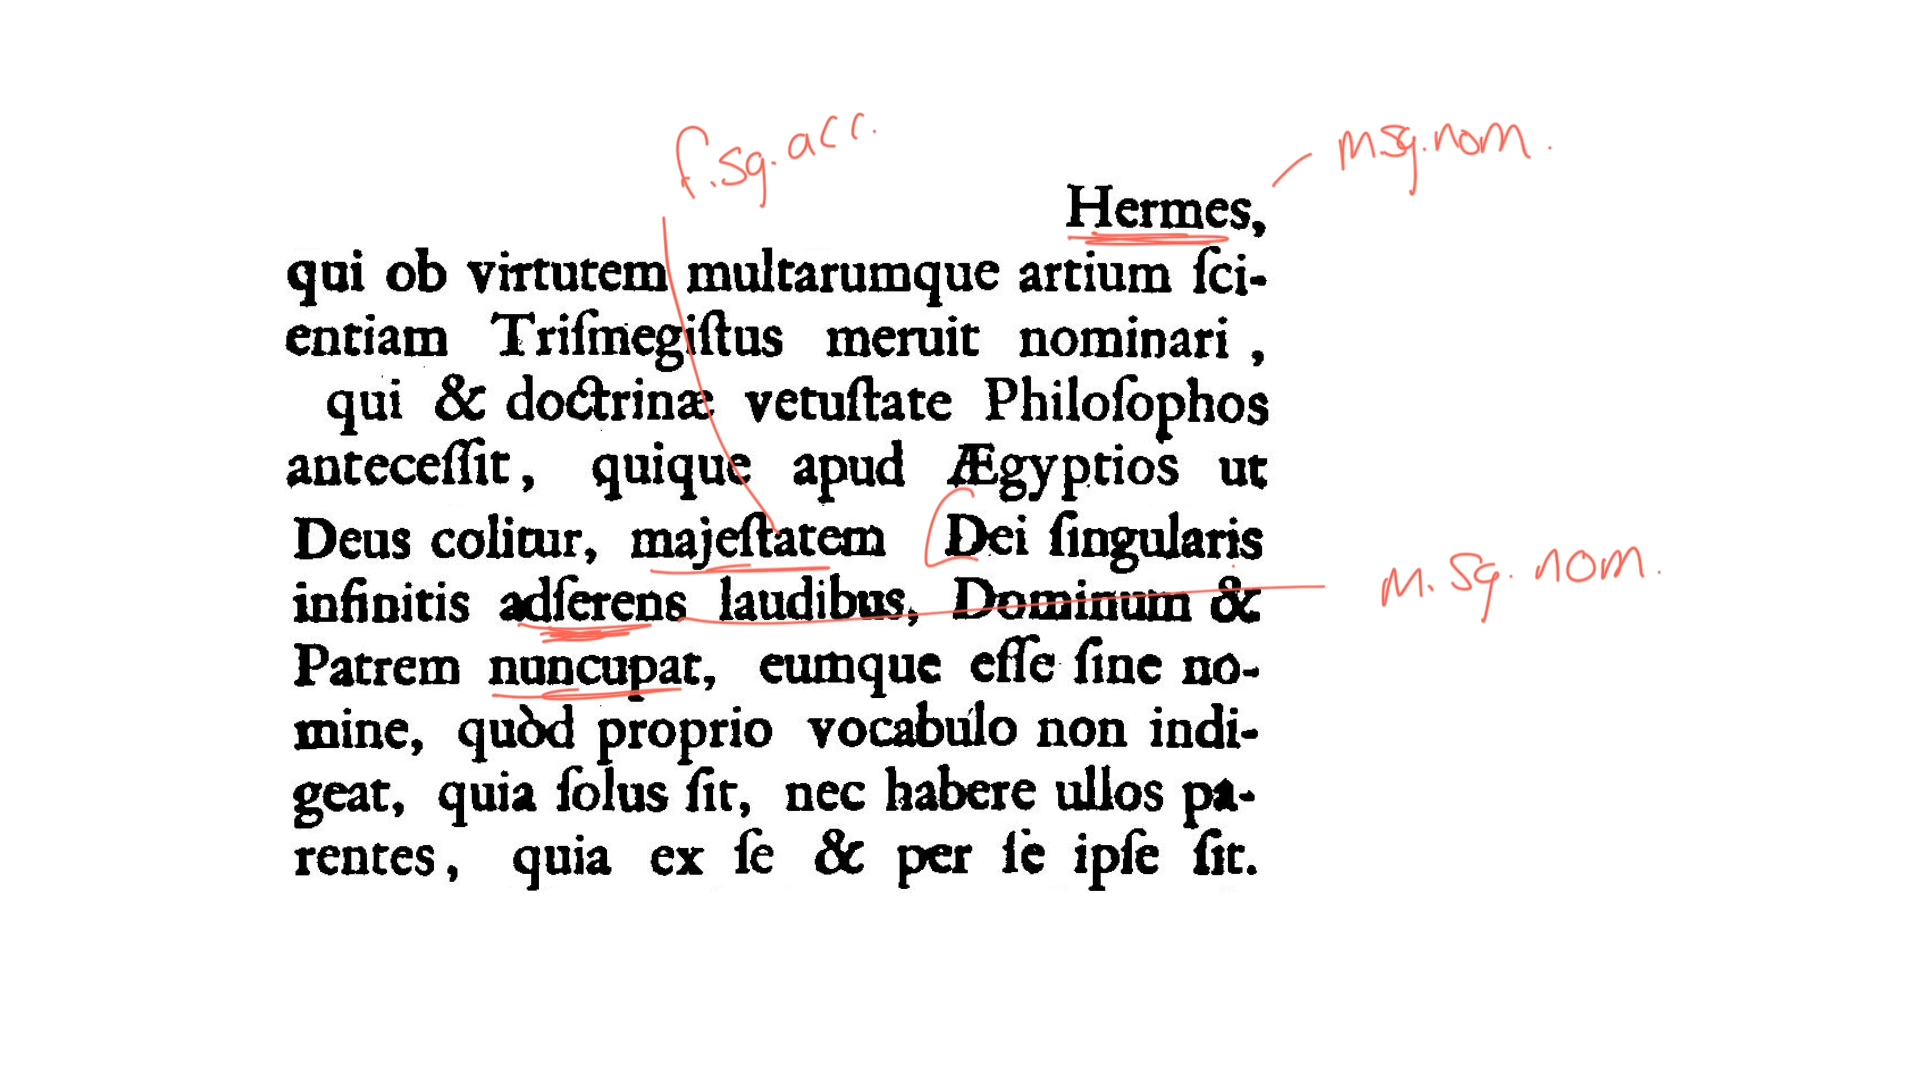 f. sg. acc.
m sg. nom.
Hermes,
qui ob virtutem multarumque artium ſci-
entiam Triſmegiſtus meruit nominari ,
qui & doctrinæ vetuſtate Philoſophos
anteceſſit, quique apud Ægyptios ut
Deus colitur, majeſtatem Dei ſingularis
infinitis adſerens laudibus, Dominum &
m. sg. nom.
Patrem nuncupat, eumque eſſe ſine no-
mine, quòd proprio vocabulo non indi-
geat, quia ſolus ſit, nec habere ullos pa-
rentes, quia ex ſe & per ſe ipſe ſit.